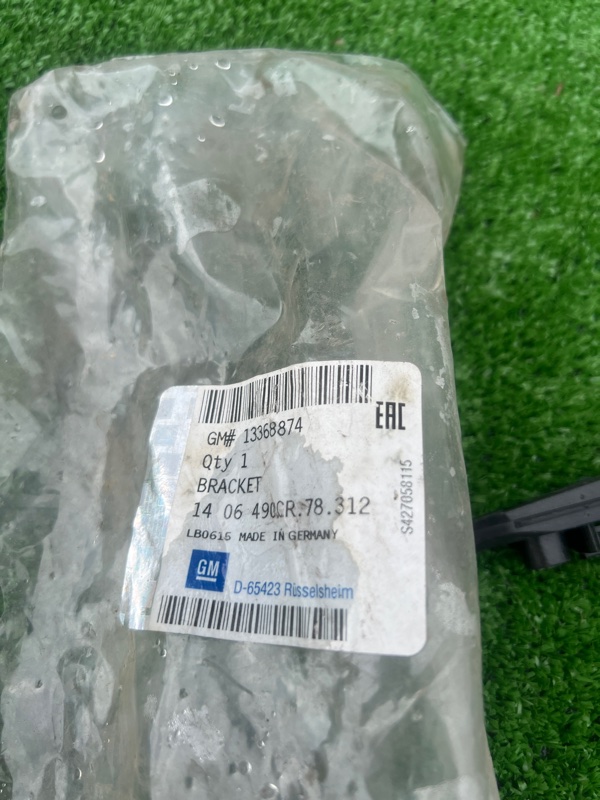 EAC
GM# 13368874
Qty 1
BRACKET
14 06 490CR.78.312
LB0615 MADE IN GERMANY
GM
D-65423 Rüsselsheim
S427058115